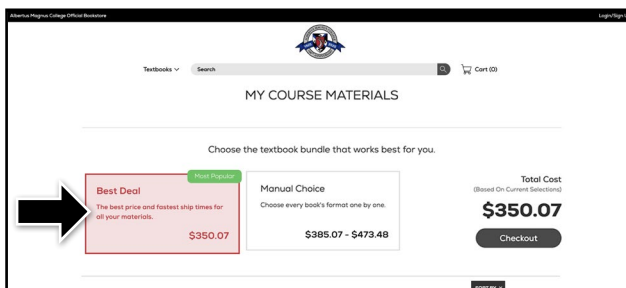 Albertus Magnus College Official Bookstore
Login/Sign
Textbooks
Search
Cart (0)
MY COURSE MATERIALS
Choose the textbook bundle that works best for you.
Most Popular
Best Deal
The best price and fastest ship times for
all your materials.
$350.07
Manual Choice
Choose every book's format one by one.
$385.07 - $473.48
Total Cost
(Based On Current Selections)
$350.07
Checkout
SORT BY